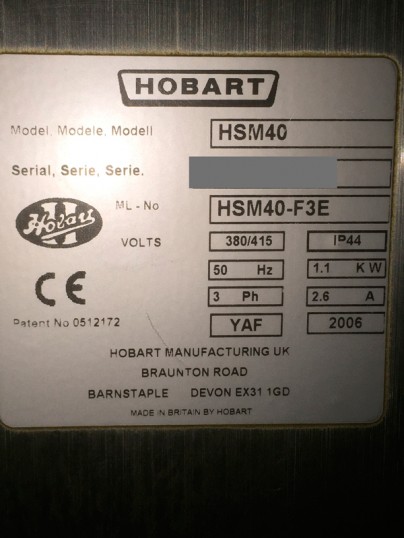 HOBART
Model, Modele, Modell HSM40
Serial, Serie, Serie.
Hobart
ML - No HSM40-F3E
VOLTS 380/415 IP44
50 Hz 1.1 KW
3 Ph 2.6 A
CE
Patent No 0512172 YAF 2006
HOBART MANUFACTURING UK
BRAUNTON ROAD
BARNSTAPLE DEVON EX31 1GD
MADE IN BRITAIN BY HOBART